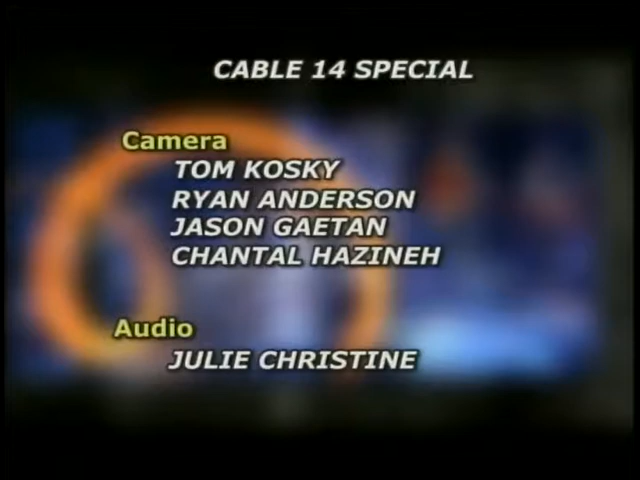 CABLE 14 SPECIAL
Camera
TOM KOSKY
RYAN ANDERSON
JASON GAETAN
CHANTAL HAZINEH
Audio
JULIE CHRISTINE